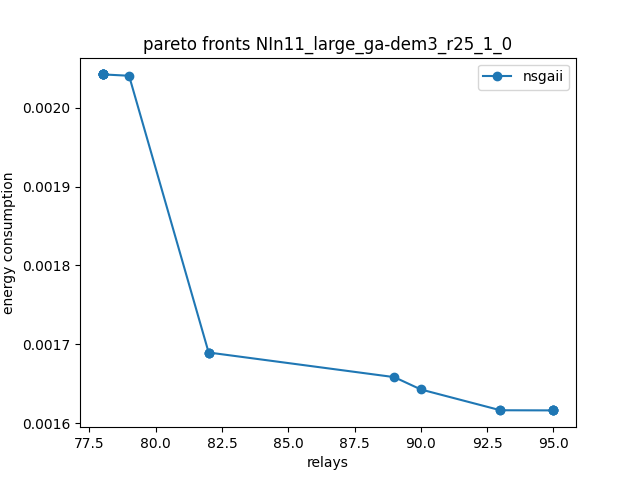 pareto fronts NIn11_large_ga-dem3_r25_1_0
nsgaii
energy consumption
0.0020
0.0019
0.0018
0.0017
0.0016
77.5 80.0 82.5 85.0 87.5 90.0 92.5 95.0
relays